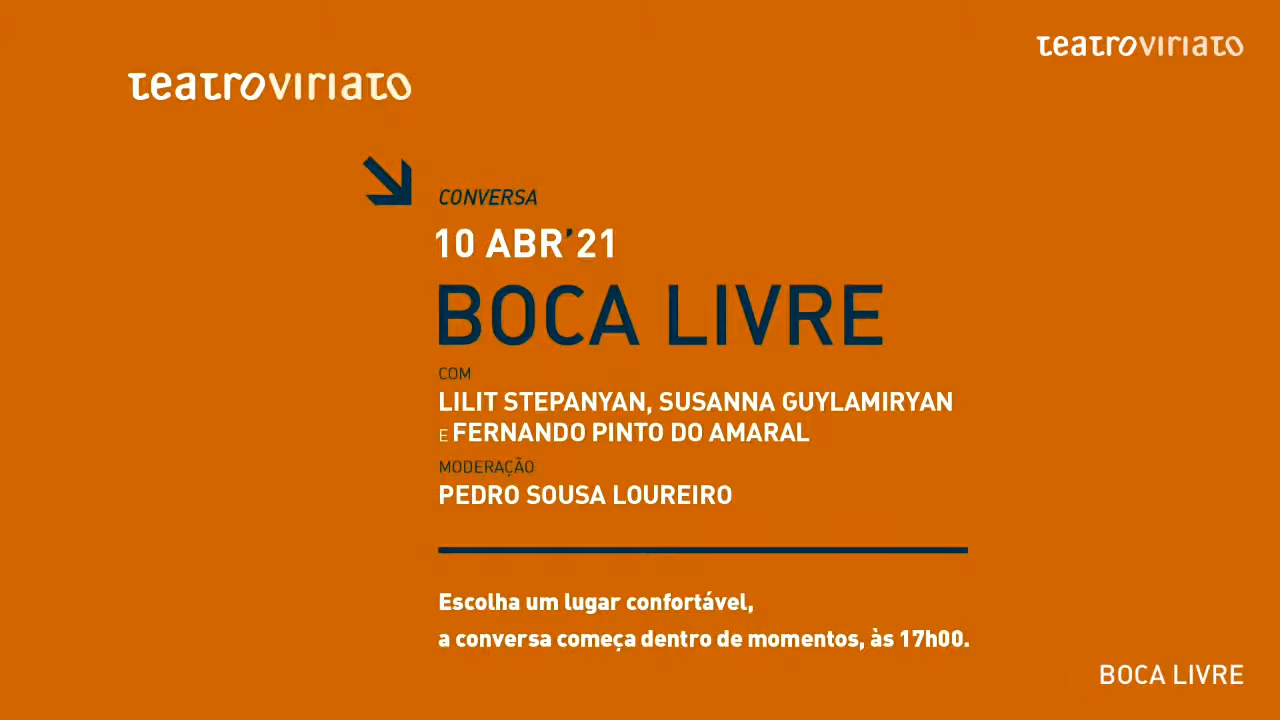 teatroviriato
teatroviriato
CONVERSA
10 ABR'21
BOCA LIVRE
COM
LILIT STEPANYAN, SUSANNA GUYLAMIRYAN
E FERNANDO PINTO DO AMARAL
MODERAÇÃO
PEDRO SOUSA LOUREIRO
Escolha um lugar confortável,
a conversa começa dentro de momentos, às 17h00.
BOCA LIVRE